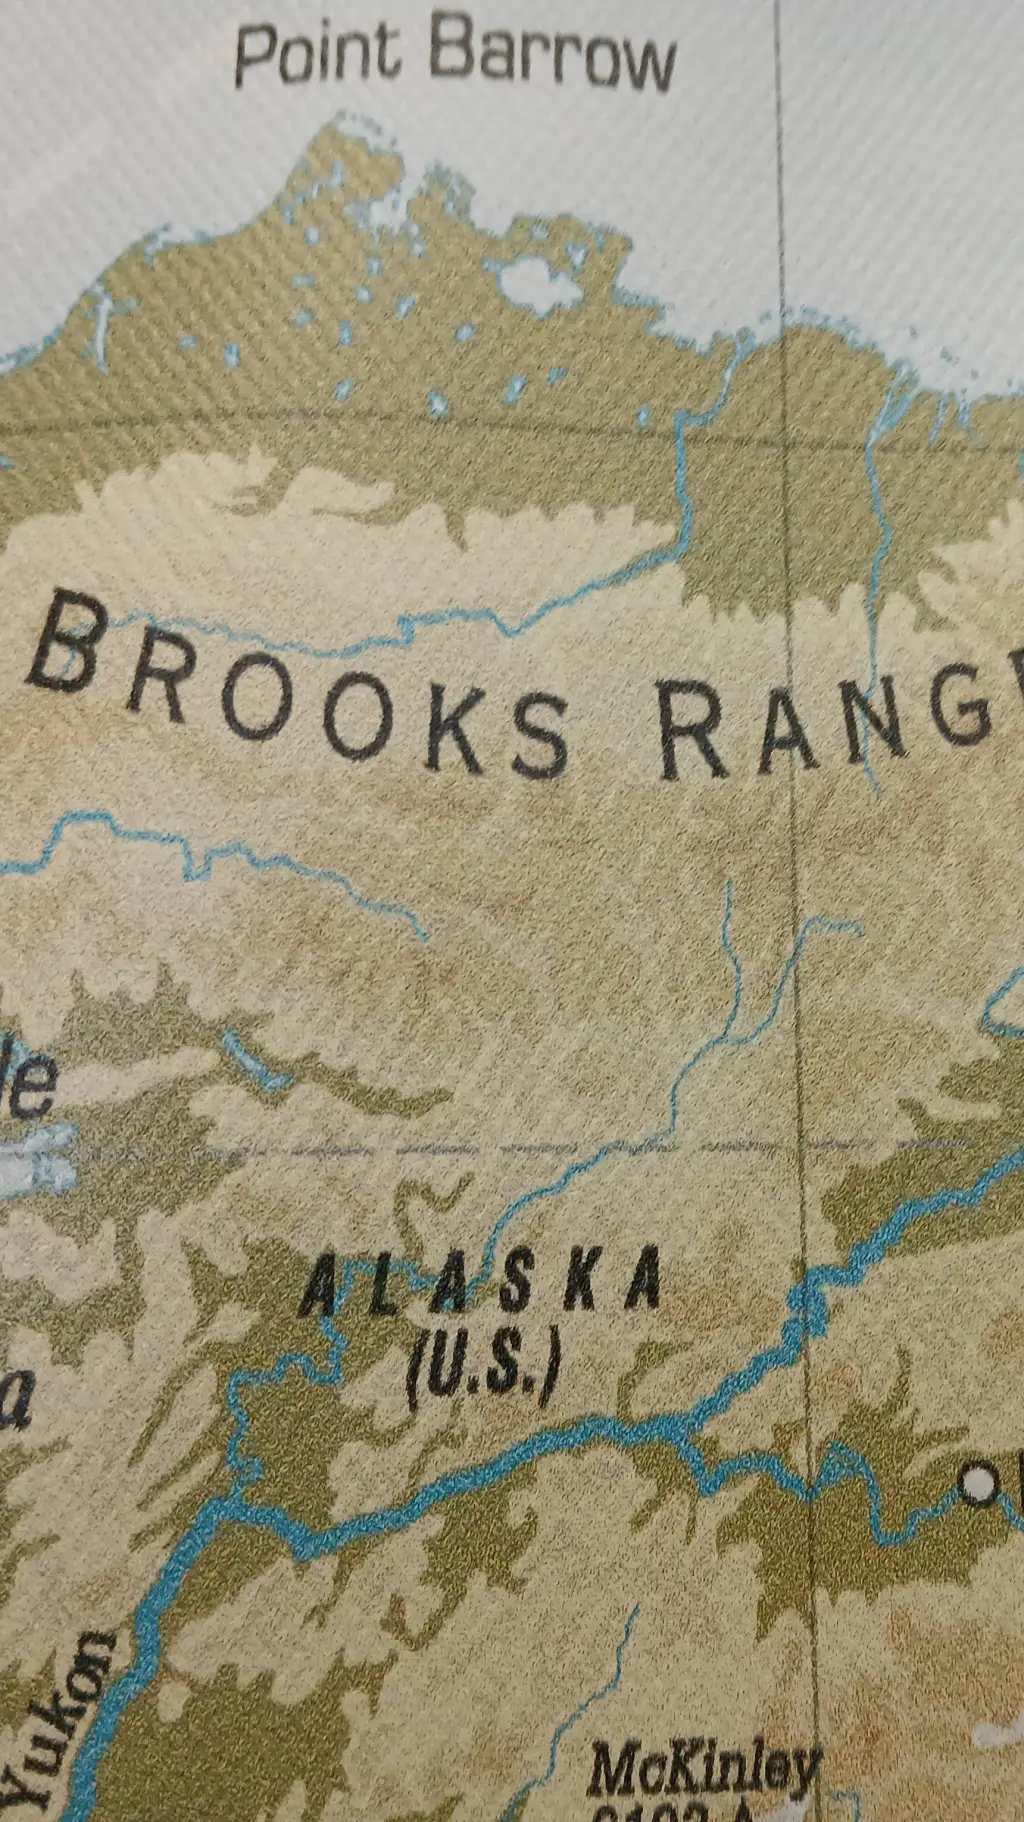 Point Barrow
BROOKS RANG
le
ALASKA
(U.S.)
a
Yukon
McKinley